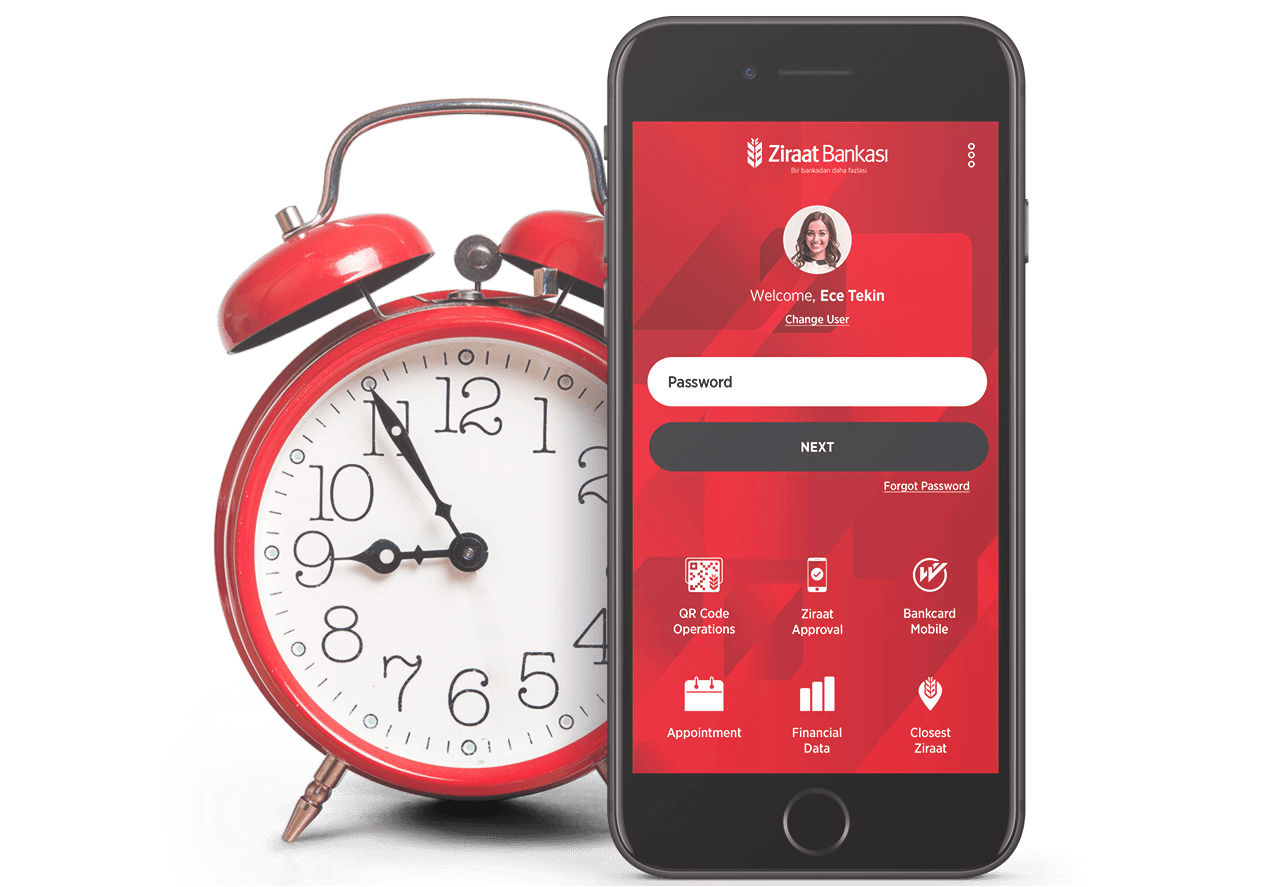 12
11
1
10
2
9
8
4
7
5
6
Ziraat Bankası
Bir bankadan daha fazlası
Welcome, Ece Tekin
Change User
Password
NEXT
Forgot Password
QR Code
Operations
Ziraat
Approval
Bankcard
Mobile
Appointment
Financial
Data
Closest
Ziraat